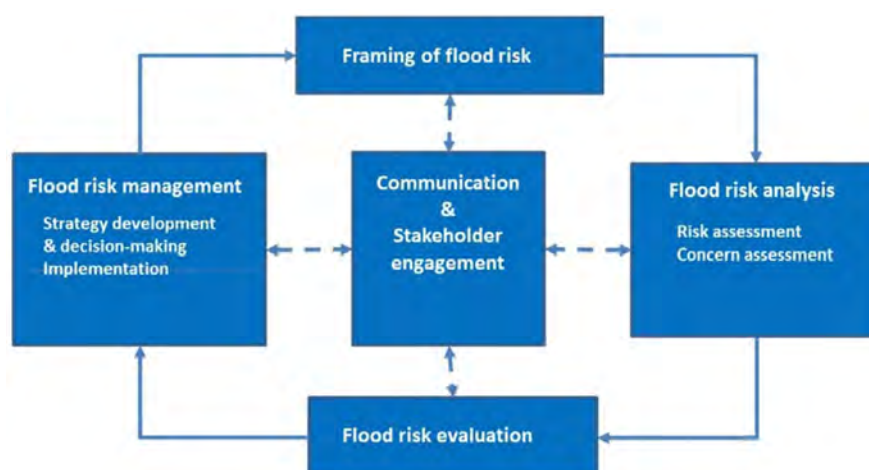 Framing of flood risk
Flood risk management
Strategy development
& decision-making
Implementation
Communication
&
Stakeholder
engagement
Flood risk analysis
Risk assessment
Concern assessment
Flood risk evaluation